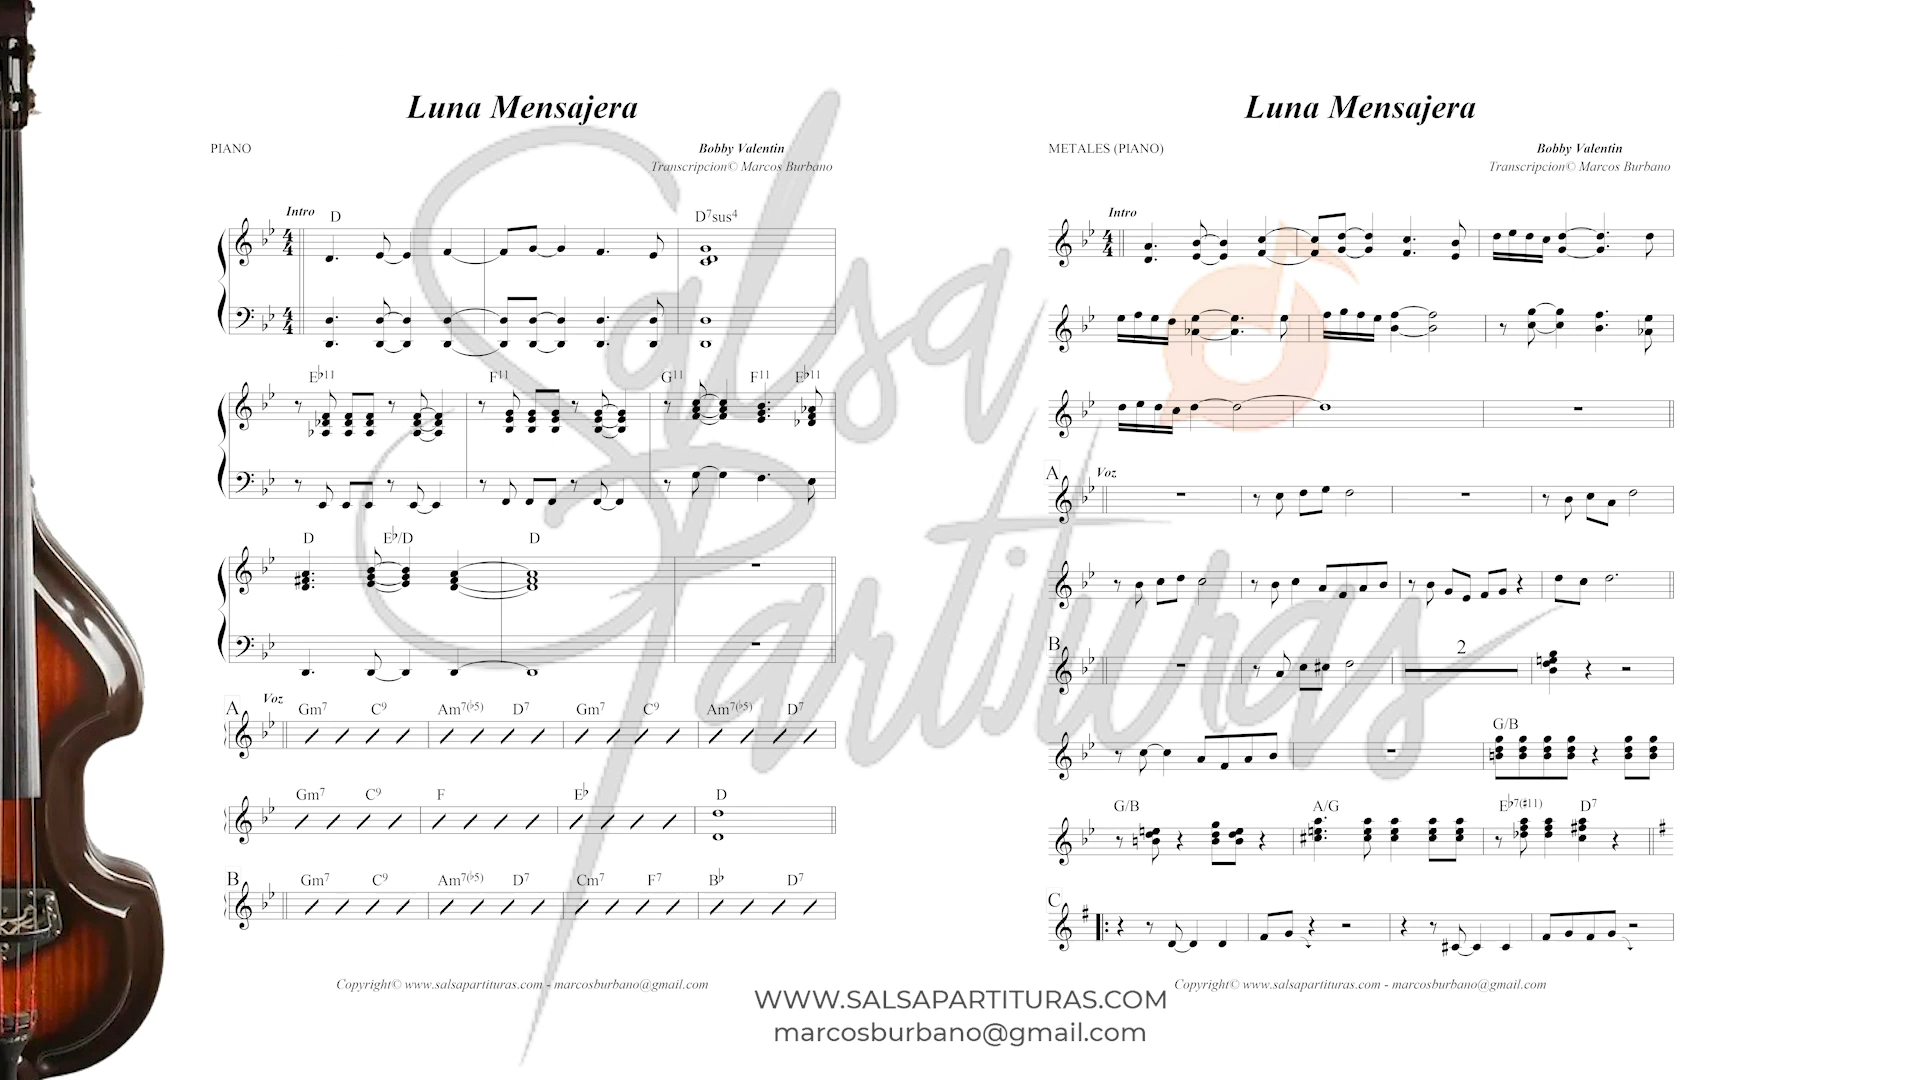 Luna Mensajera
PIANO
Bobby Valentin
Transcripcion© Marcos Burbano
Intro
D D7sus4
E♭11 F11 G11 F11 E♭11
D E♭/D D
A Voz
Gm7 C9 Am7(♭5) D7 Gm7 C9 Am7(♭5) D7
Gm7 C9 F E♭ D
B
Gm7 C9 Am7(♭5) D7 Cm7 F7 B♭ D7
Copyright© www.salsapartituras.com - marcosburbano@gmail.com
Luna Mensajera
METALES (PIANO)
Bobby Valentin
Transcripcion© Marcos Burbano
Intro
A Voz
B
2
G/B
G/B A/G E♭7(♯11) D7
C
Copyright© www.salsapartituras.com - marcosburbano@gmail.com
Salsa
Partituras
WWW.SALSAPARTITURAS.COM
marcosburbano@gmail.com